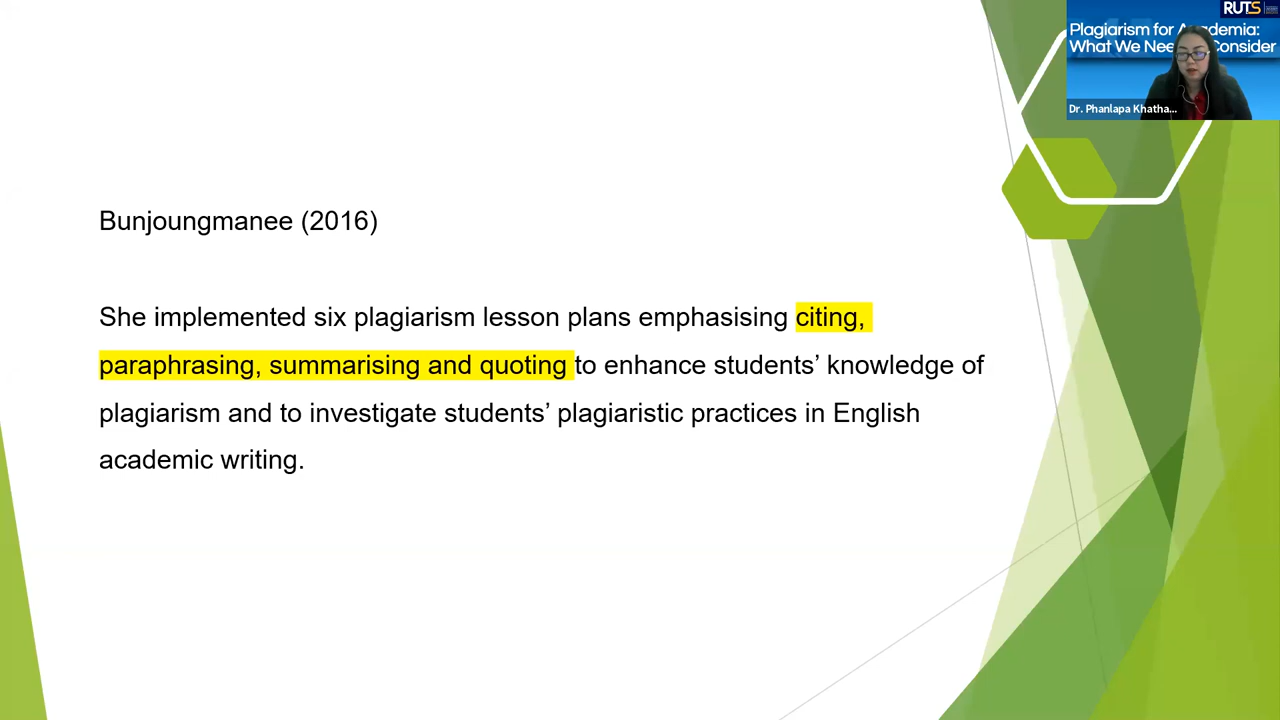 RUTS
Plagiarism for Academia:
What We Need Consider
Dr. Phanlapa Khatha...
Bunjoungmanee (2016)
She implemented six plagiarism lesson plans emphasising citing,
paraphrasing, summarising and quoting to enhance students’ knowledge of
plagiarism and to investigate students’ plagiaristic practices in English
academic writing.